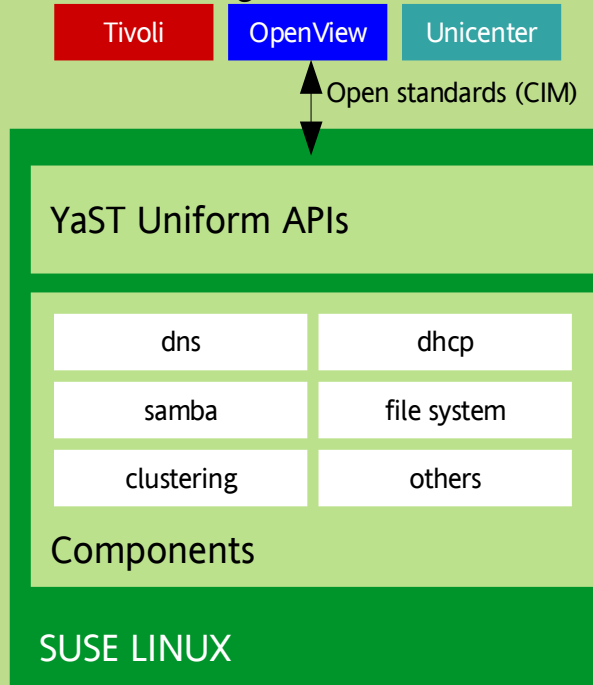 Tivoli
OpenView
Unicenter
Open standards (CIM)
YaST Uniform APIs
dns
dhcp
samba
file system
clustering
others
Components
SUSE LINUX